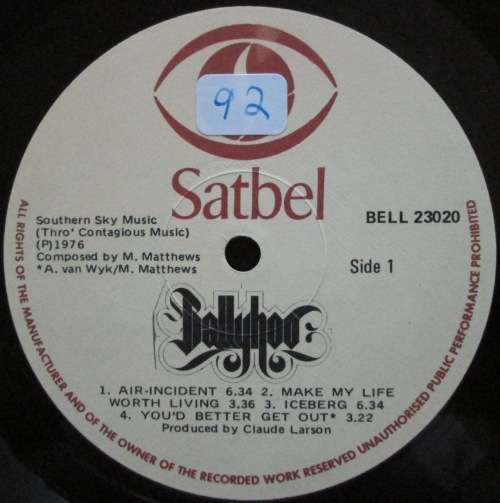 92
Satbel
Southern Sky Music
(Thro' Contagious Music)
(P)1976
Composed by M. Matthews
*A. van Wyk/M. Matthews
BELL 23020
Side 1
Ballyhoo
1. AIR-INCIDENT 6.34 2. MAKE MY LIFE
WORTH LIVING 3.36 3. ICEBERG 6.34
4. YOU'D BETTER GET OUT* 3.22
Produced by Claude Larson
ALL RIGHTS OF THE MANUFACTURER AND OF THE OWNER OF THE RECORDED WORK RESERVED UNAUTHORISED PUBLIC PERFORMANCE PROHIBITED